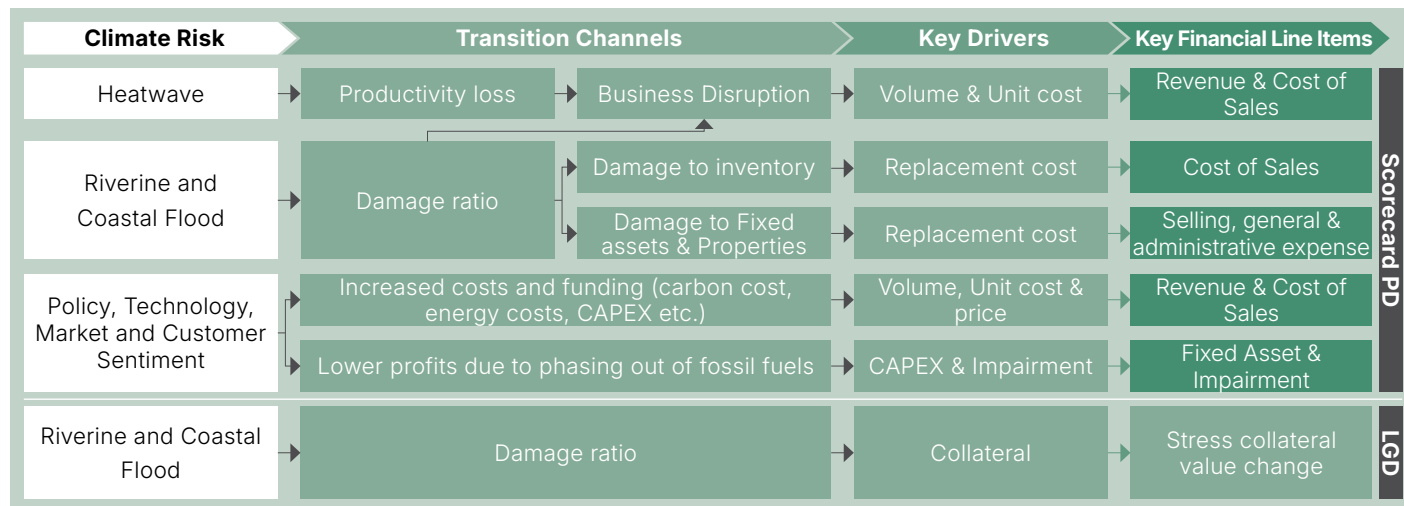 Climate Risk
Transition Channels
Key Drivers
Key Financial Line Items
Heatwave
Productivity loss
Business Disruption
Volume & Unit cost
Revenue & Cost of
Sales
Riverine and
Coastal Flood
Damage ratio
Damage to inventory
Replacement cost
Cost of Sales
Damage to Fixed
assets & Properties
Replacement cost
Selling, general &
administrative expense
Policy, Technology,
Market and Customer
Sentiment
Increased costs and funding (carbon cost,
energy costs, CAPEX etc.)
Volume, Unit cost &
price
Revenue & Cost of
Sales
Lower profits due to phasing out of fossil fuels
CAPEX & Impairment
Fixed Asset &
Impairment
Scorecard PD
Riverine and Coastal
Flood
Damage ratio
Collateral
Stress collateral
value change
LGD